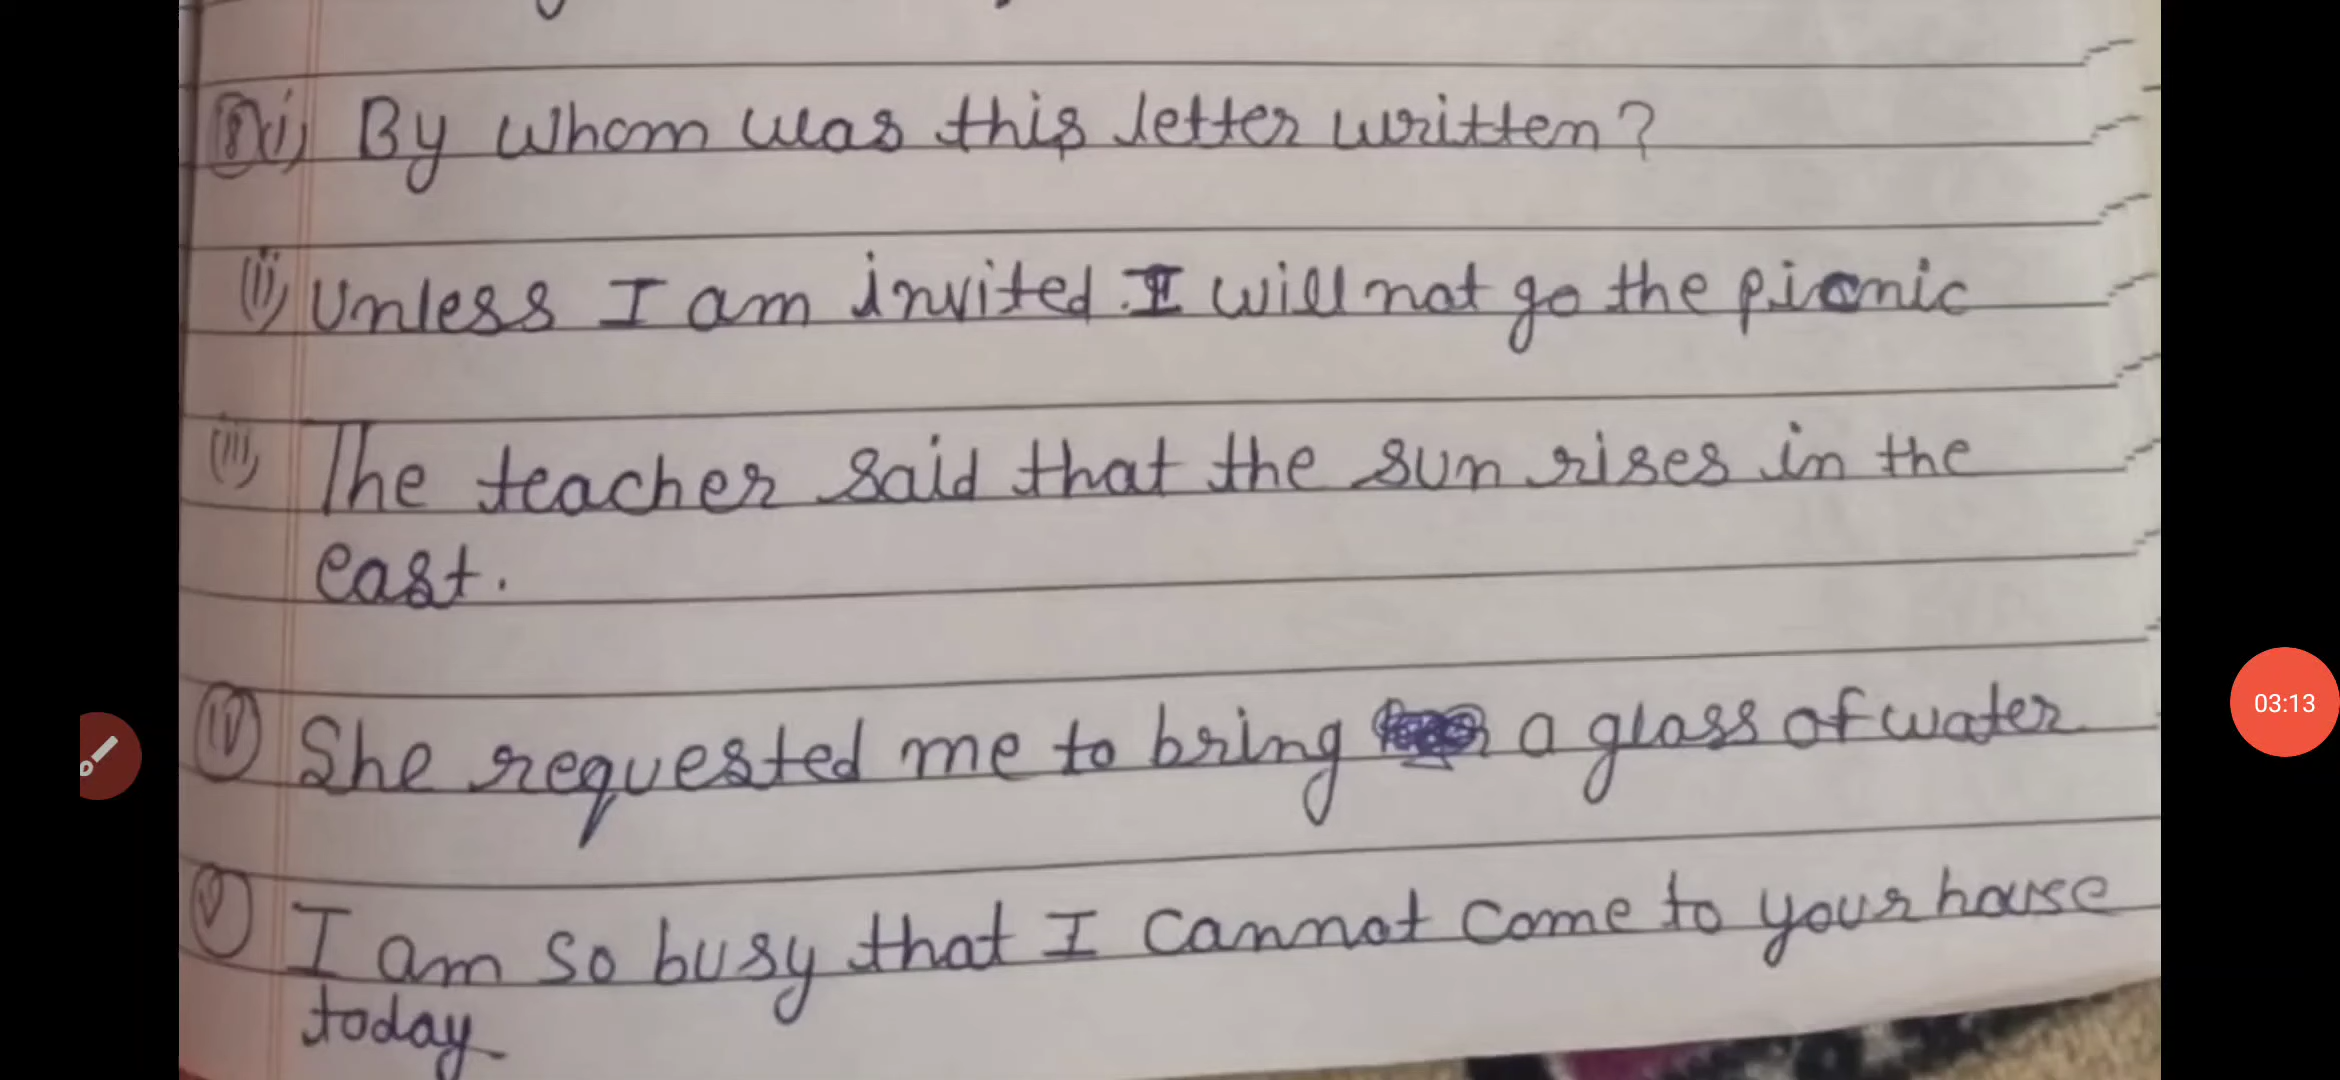 (i) By whom was this letter written?
(ii) Unless I am invited. I will not go the picnic
(iii) The teacher said that the sun rises in the
east.
(iv) She requested me to bring a glass of water
(v) I am so busy that I cannot come to your house
today
03:13